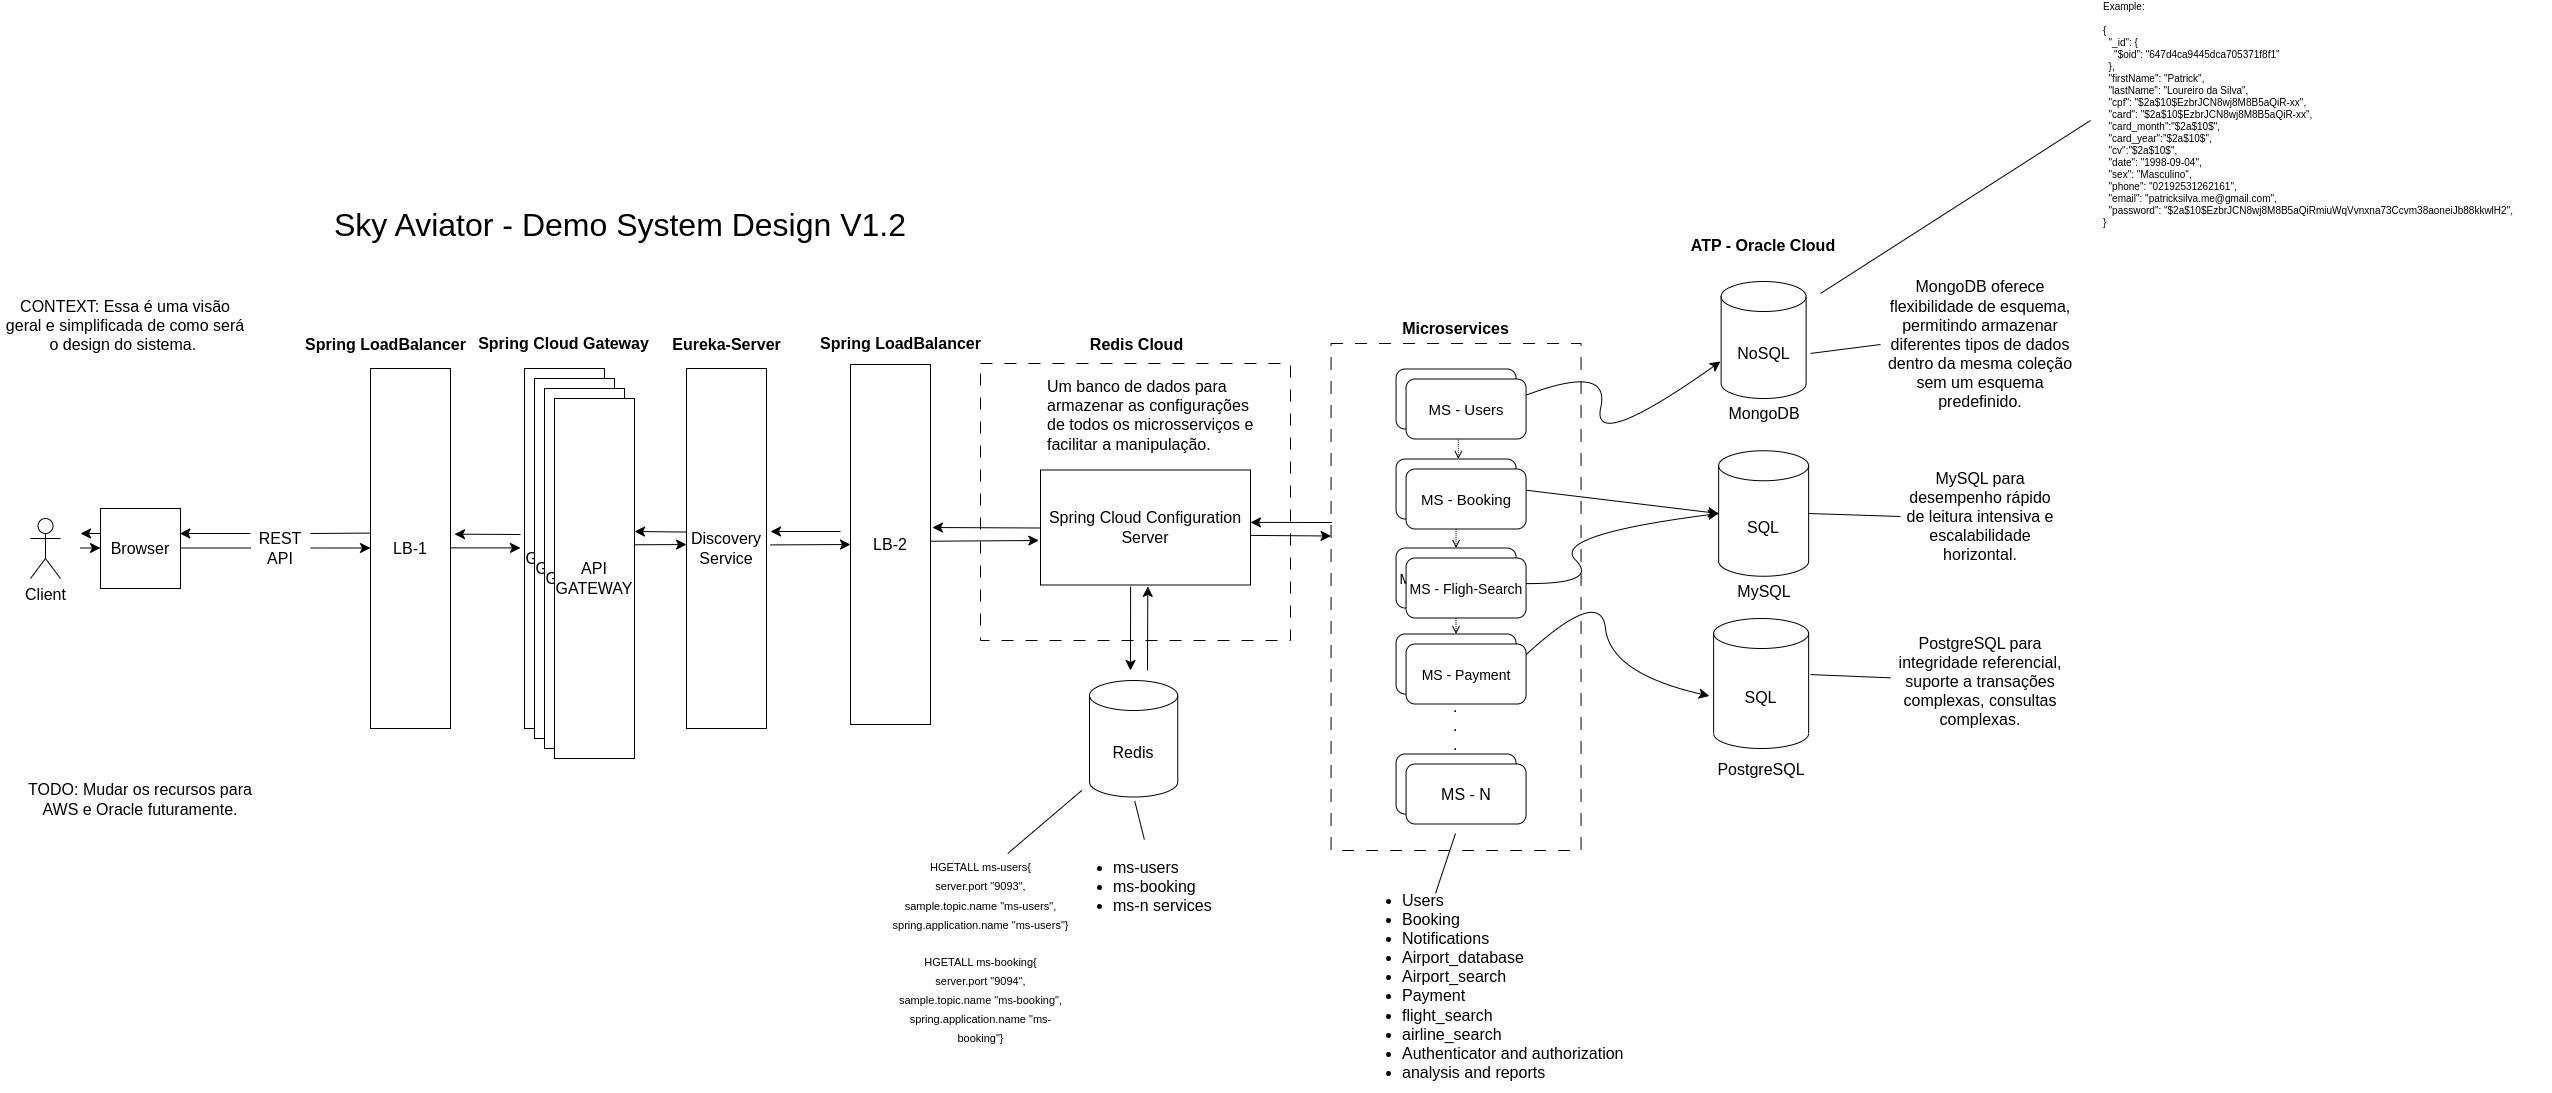 Example:
{
"_id": {
"$oid": "647d4ca9445dca705371f8f1"
},
"firstName": "Patrick",
"lastName": "Loureiro da Silva",
"cpf": "$2a$10$EzbrJCN8wj8M8B5aQiR-xx",
"card": "$2a$10$EzbrJCN8wj8M8B5aQiR-xx",
"card_month":"$2a$10$",
"card_year":"$2a$10$",
"cv":"$2a$10$",
"date": "1998-09-04",
"sex": "Masculino",
"phone": "02192531262161",
"email": "patricksilva.me@gmail.com",
"password": "$2a$10$EzbrJCN8wj8M8B5aQiRmiuWqVvnxna73Ccvm38aoneiJb88kkwlH2",
}
Sky Aviator - Demo System Design V1.2
CONTEXT: Essa é uma visão
geral e simplificada de como será
o design do sistema.
Client
Browser
REST
API
Spring LoadBalancer
LB-1
Spring Cloud Gateway
G
G
G
API
GATEWAY
Eureka-Server
Discovery
Service
Spring LoadBalancer
LB-2
Redis Cloud
Um banco de dados para
armazenar as configurações
de todos os microsserviços e
facilitar a manipulação.
Spring Cloud Configuration
Server
Redis
HGETALL ms-users{
server.port "9093",
sample.topic.name "ms-users",
spring.application.name "ms-users"}
HGETALL ms-booking{
server.port "9094",
sample.topic.name "ms-booking",
spring.application.name "ms-
booking"}
• ms-users
• ms-booking
• ms-n services
Microservices
MS - Users
MS - Booking
M
MS - Fligh-Search
MS - Payment
.
.
.
MS - N
• Users
• Booking
• Notifications
• Airport_database
• Airport_search
• Payment
• flight_search
• airline_search
• Authenticator and authorization
• analysis and reports
ATP - Oracle Cloud
NoSQL
MongoDB
MongoDB oferece
flexibilidade de esquema,
permitindo armazenar
diferentes tipos de dados
dentro da mesma coleção
sem um esquema
predefinido.
SQL
MySQL
MySQL para
desempenho rápido
de leitura intensiva e
escalabilidade
horizontal.
SQL
PostgreSQL
PostgreSQL para
integridade referencial,
suporte a transações
complexas, consultas
complexas.
TODO: Mudar os recursos para
AWS e Oracle futuramente.